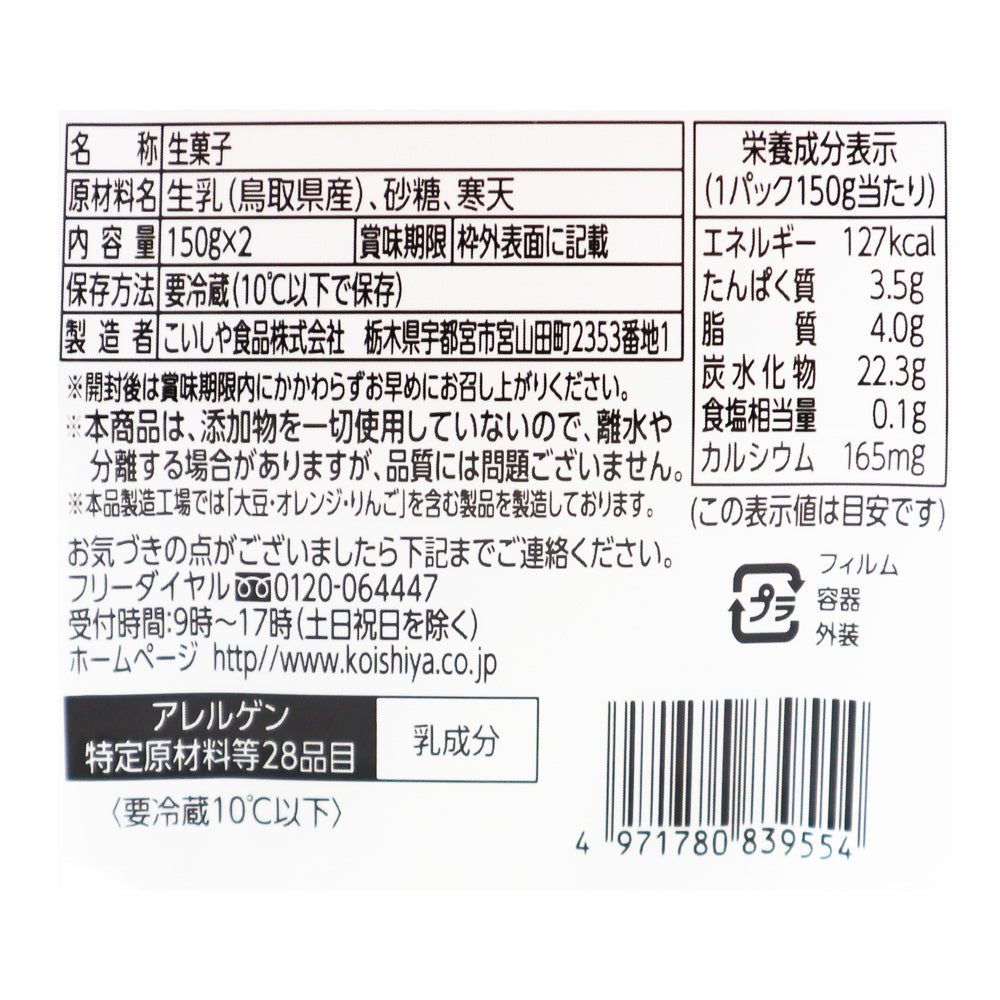 名 称 生菓子
原材料名 生乳(鳥取県産)、砂糖、寒天
内容量 150g×2 賞味期限 枠外表面に記載
保存方法 要冷蔵(10℃以下で保存)
製造者 こいしや食品株式会社 栃木県宇都宮市宮山田町2353番地1
※開封後は賞味期限内にかかわらずお早めにお召し上がりください。
※本商品は、添加物を一切使用していないので、離水や
分離する場合がありますが、品質には問題ございません。
※本品製造工場では「大豆・オレンジ・りんご」を含む製品を製造しております。
お気づきの点がございましたら下記までご連絡ください。
フリーダイヤル 0120-064447
受付時間:9時~17時(土日祝日を除く)
ホームページ http//www.koishiya.co.jp
アレルゲン
特定原材料等28品目
乳成分
〈要冷蔵10℃以下〉
栄養成分表示
(1パック150g当たり)
エネルギー 127kcal
たんぱく質 3.5g
脂 質 4.0g
炭水化物 22.3g
食塩相当量 0.1g
カルシウム 165mg
(この表示値は目安です)
プラ
フィルム
容器
外装
4 971780 839554